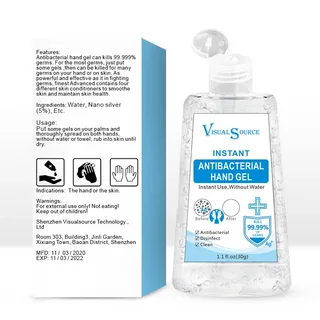 Features:
Antibacterial hand gel can kills 99.999%
germs. For the most germs, just put
some gels ,then can be killed for many
germs on your hand or on skin. As
powerful and effective as it in fighting
germs, finest Advanced contains four
different skin conditioners to smoothe
skin and maintain skin health.
Ingredients: Water, Nano silver
(5%), Etc.
Usage:
Put some gels on your palms and
thoroughly spread on both hands,
without water or towel, rub into skin until
dry.
Indications: The hand or the skin.
Warnings:
For external use only! Not eating!
Keep out of children!
Shenzhen Visualsource Technology...
Ltd
Room 303, Building3, Jinli Garden,
Xixiang Town, Baoan District, Shenzhen
MFD: 11/ 03/ 2020
EXP: 11 / 03 / 2022
VISUAL SOURCE
INSTANT
ANTIBACTERIAL
HAND GEL
Instant Use, Without Water
Before
After
Antibacterial
Disinfect
Clean
KILL
99.99%
OF GERMS
Ag+
1.1 fl.oz(30g)